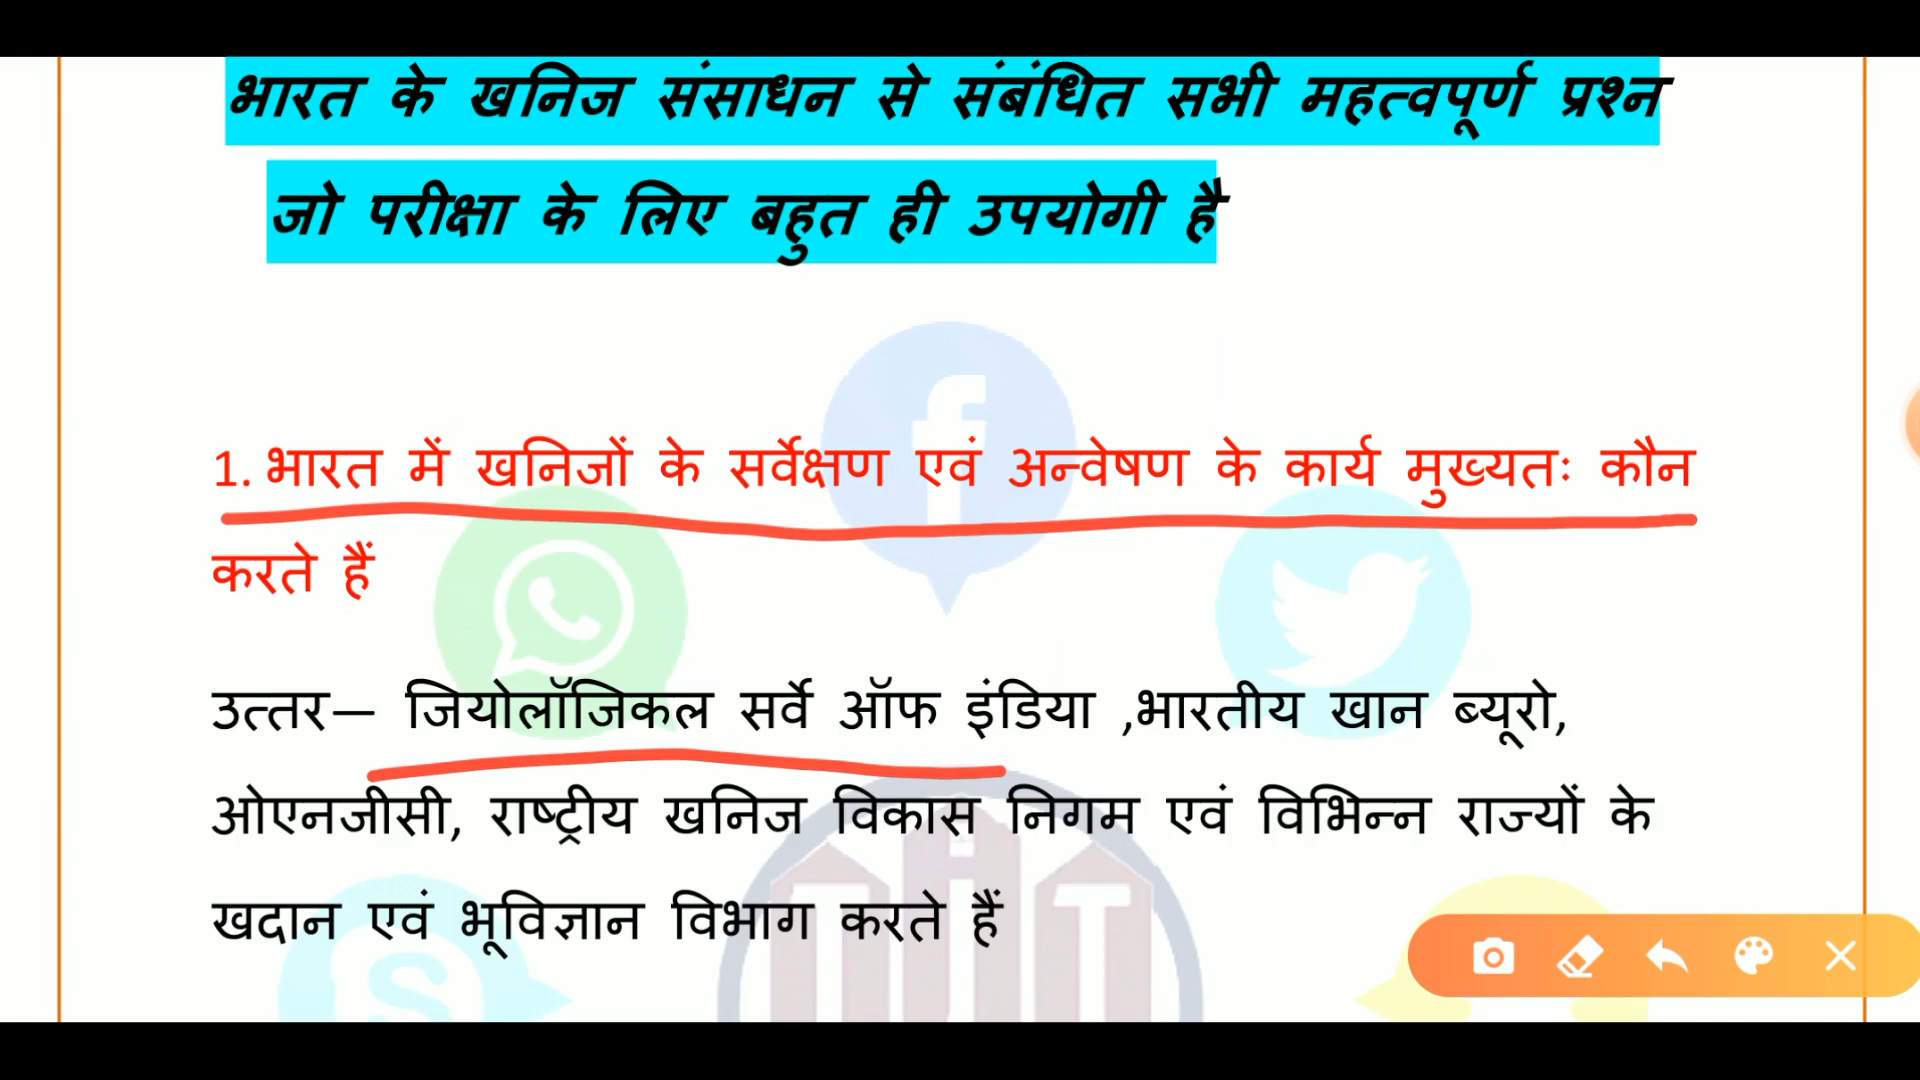 भारत के खनिज संसाधन से संबंधित सभी महत्वपूर्ण प्रश्न
जो परीक्षा के लिए बहुत ही उपयोगी है
1. भारत में खनिजों के सर्वेक्षण एवं अन्वेषण के कार्य मुख्यतः कौन
करते हैं
उत्तर— जियोलॉजिकल सर्वे ऑफ इंडिया ,भारतीय खान ब्यूरो,
ओएनजीसी, राष्ट्रीय खनिज विकास निगम एवं विभिन्न राज्यों के
खदान एवं भूविज्ञान विभाग करते हैं